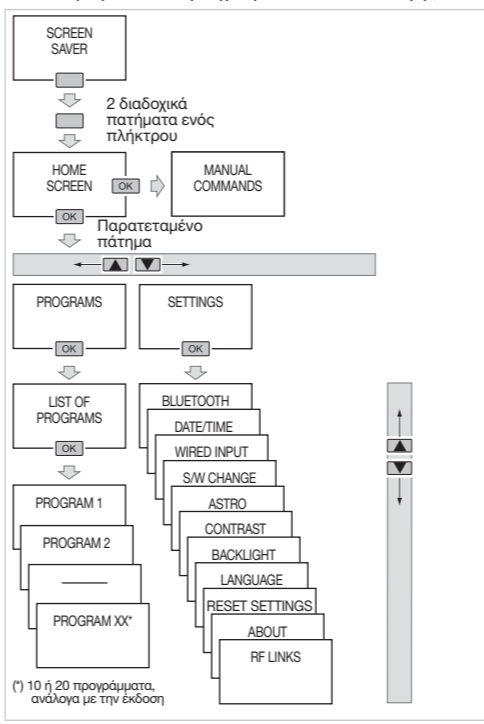 SCREEN
SAVER
2 διαδοχικά
πατήματα ενός
πλήκτρου
HOME
SCREEN
OK
MANUAL
COMMANDS
OK
Παρατεταμένο
πάτημα
PROGRAMS
SETTINGS
OK
OK
LIST OF
PROGRAMS
OK
BLUETOOTH
DATE/TIME
WIRED INPUT
S/W CHANGE
ASTRO
CONTRAST
BACKLIGHT
LANGUAGE
RESET SETTINGS
ABOUT
RF LINKS
PROGRAM 1
PROGRAM 2
PROGRAM XX*
(*) 10 ή 20 προγράμματα,
ανάλογα με την έκδοση